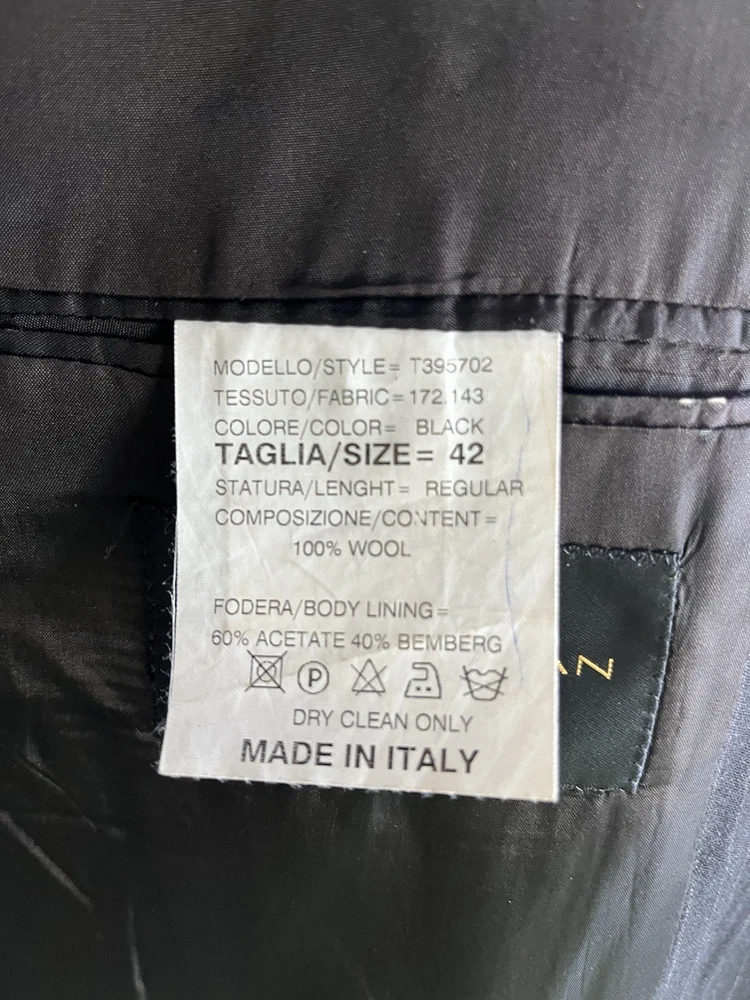 MODELLO/STYLE= T395702
TESSUTO/FABRIC=172.143
COLORE/COLOR= BLACK
TAGLIA/SIZE= 42
STATURA/LENGHT= REGULAR
COMPOSIZIONE/CONTENT=
100% WOOL
FODERA/BODY LINING=
60% ACETATE 40% BEMBERG
P
DRY CLEAN ONLY
MADE IN ITALY